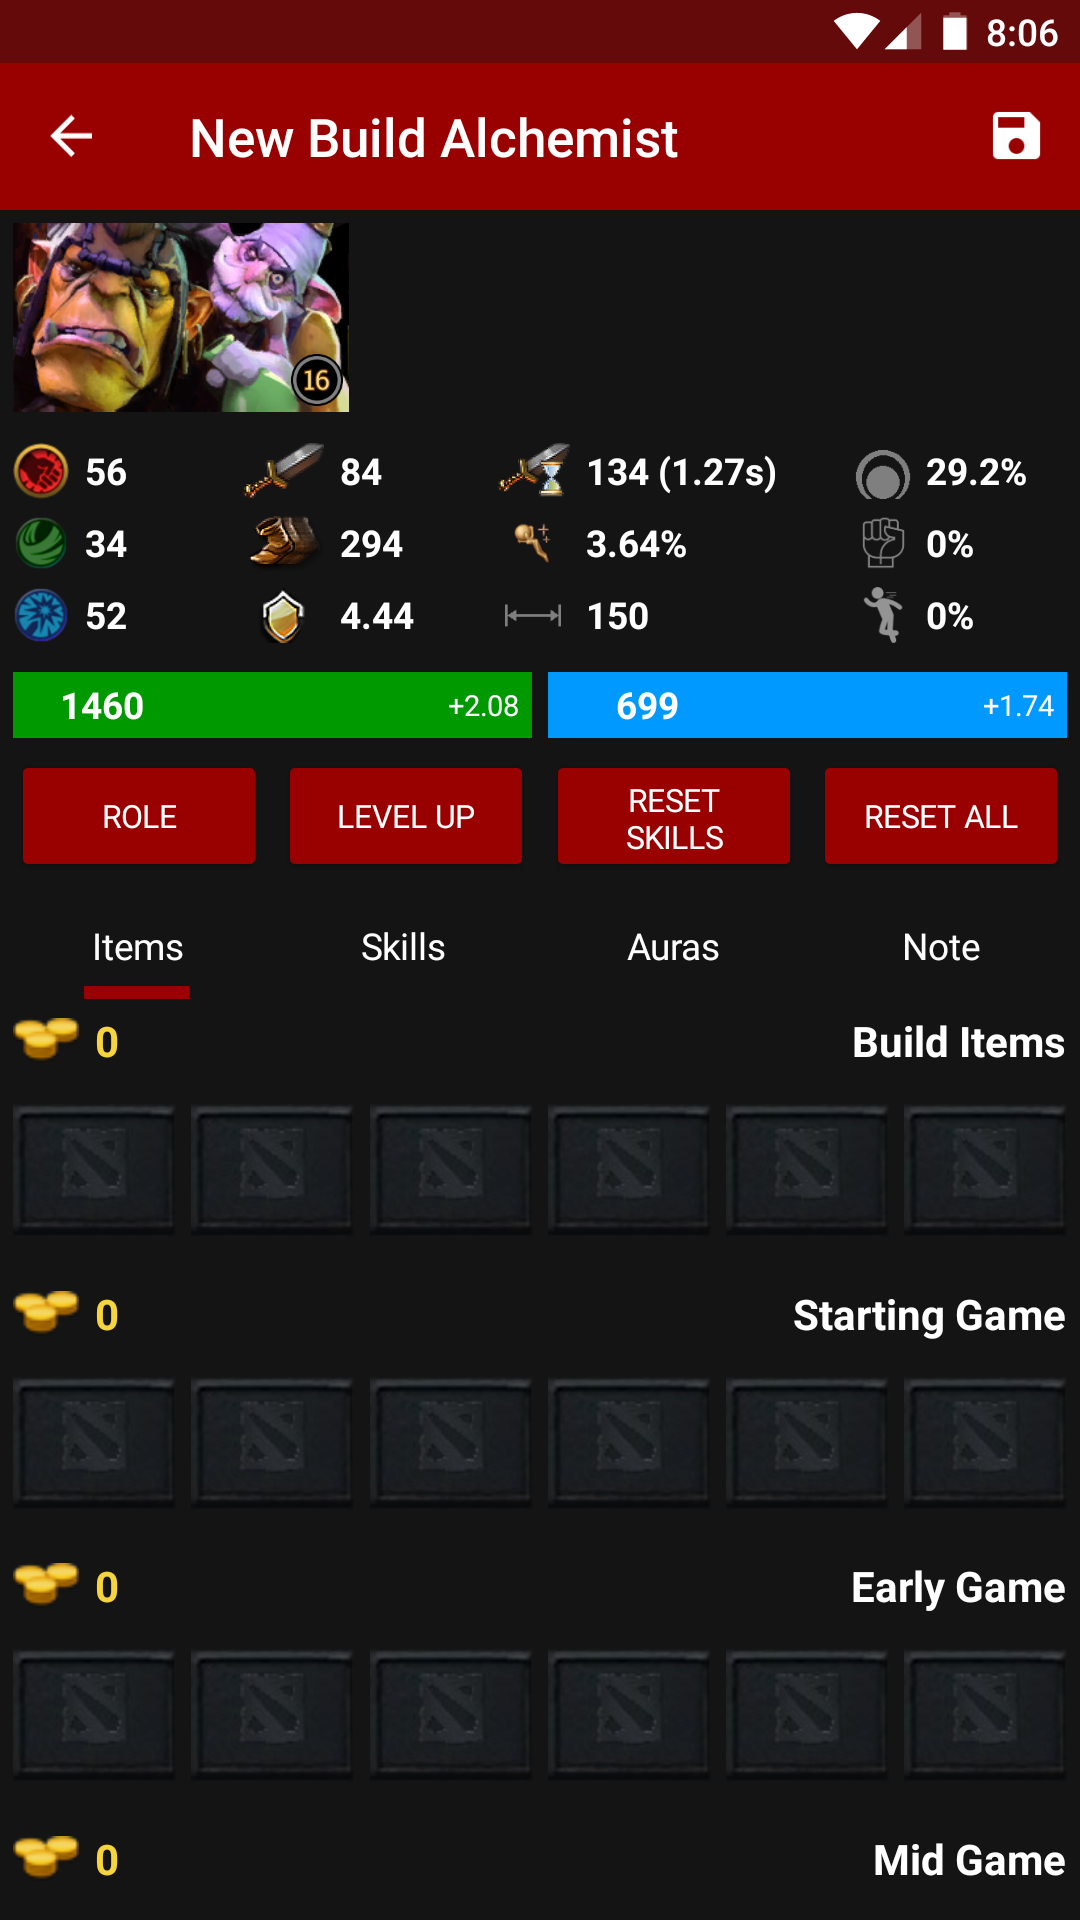 8:06
New Build Alchemist
16
56 84 134 (1.27s) 29.2%
34 294 3.64% 0%
52 4.44 150 0%
1460 +2.08 699 +1.74
ROLE LEVEL UP RESET SKILLS RESET ALL
Items Skills Auras Note
0 Build Items
0 Starting Game
0 Early Game
0 Mid Game